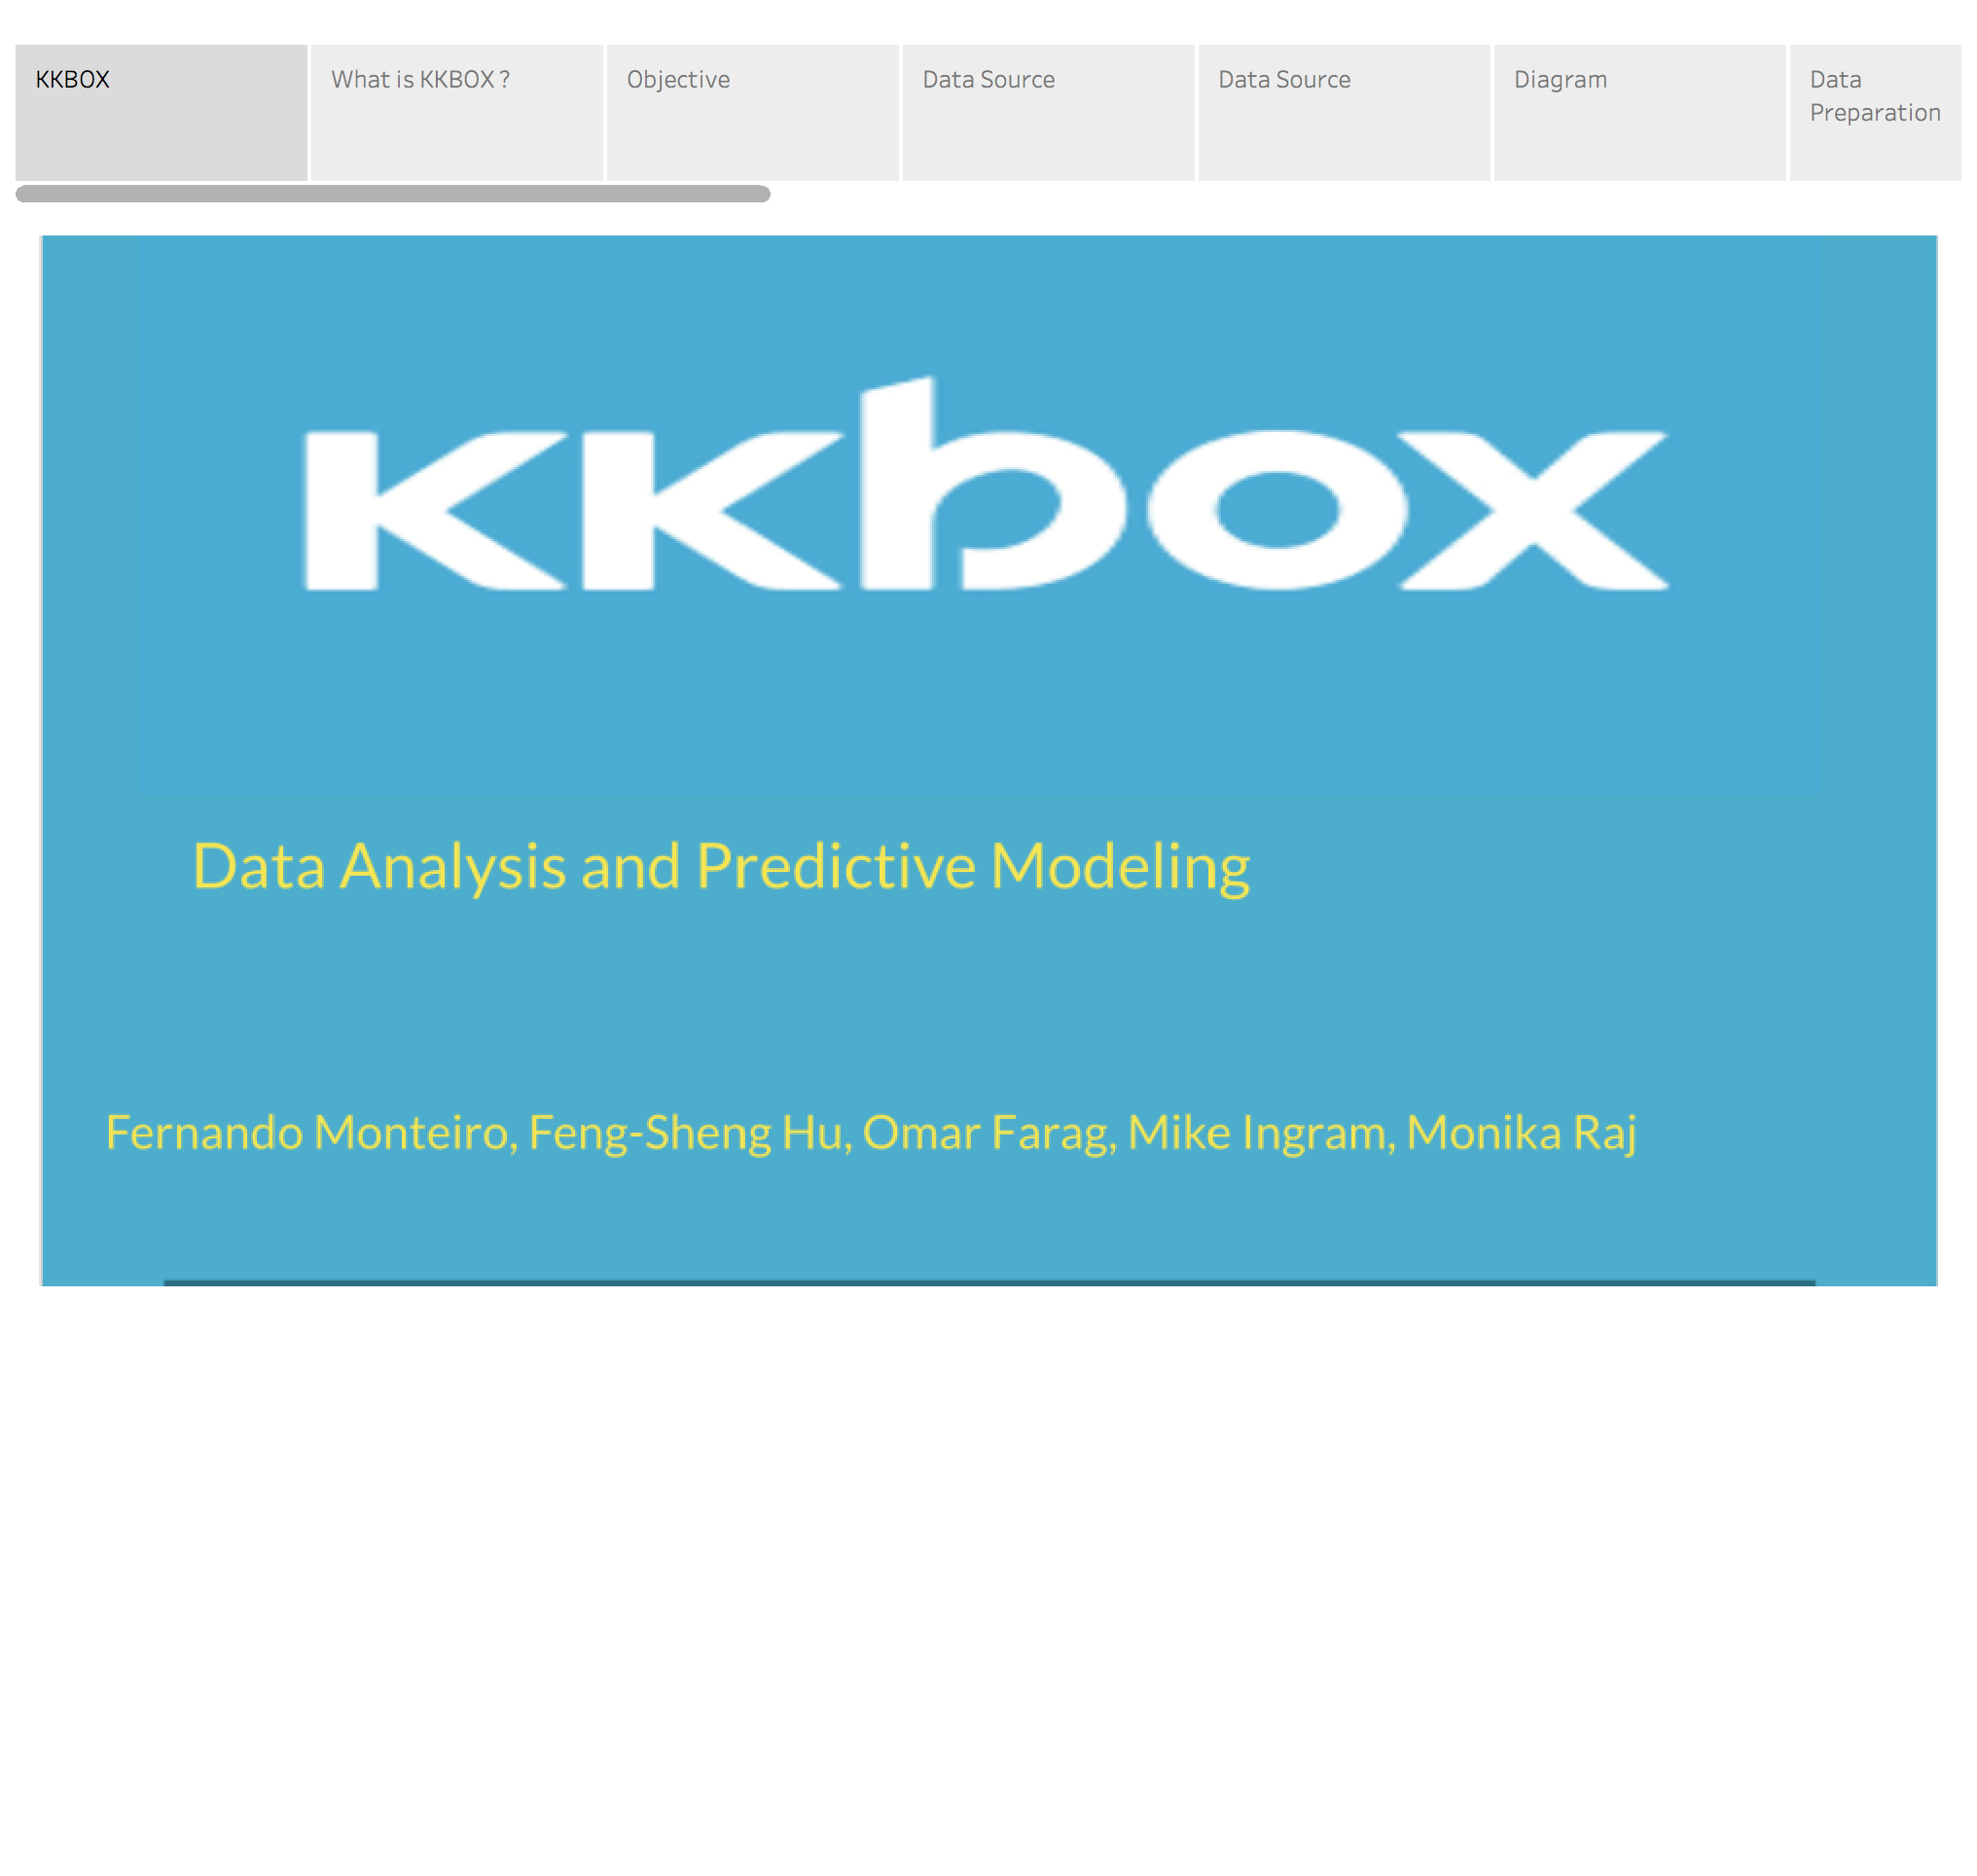 KKBOX
What is KKBOX ?
Objective
Data Source
Data Source
Diagram
Data
Preparation
KKbox
Data Analysis and Predictive Modeling
Fernando Monteiro, Feng-Sheng Hu, Omar Farag, Mike Ingram, Monika Raj